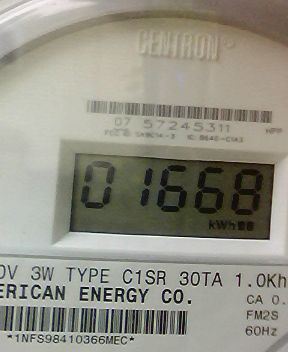 CENTRON®
07 57245311
01668
kWh
0V 3W TYPE C1SR 30TA 1.0Kh
ERICAN ENERGY CO.
CA 0.
FM2S
*1NFS98410366MEC*
60Hz